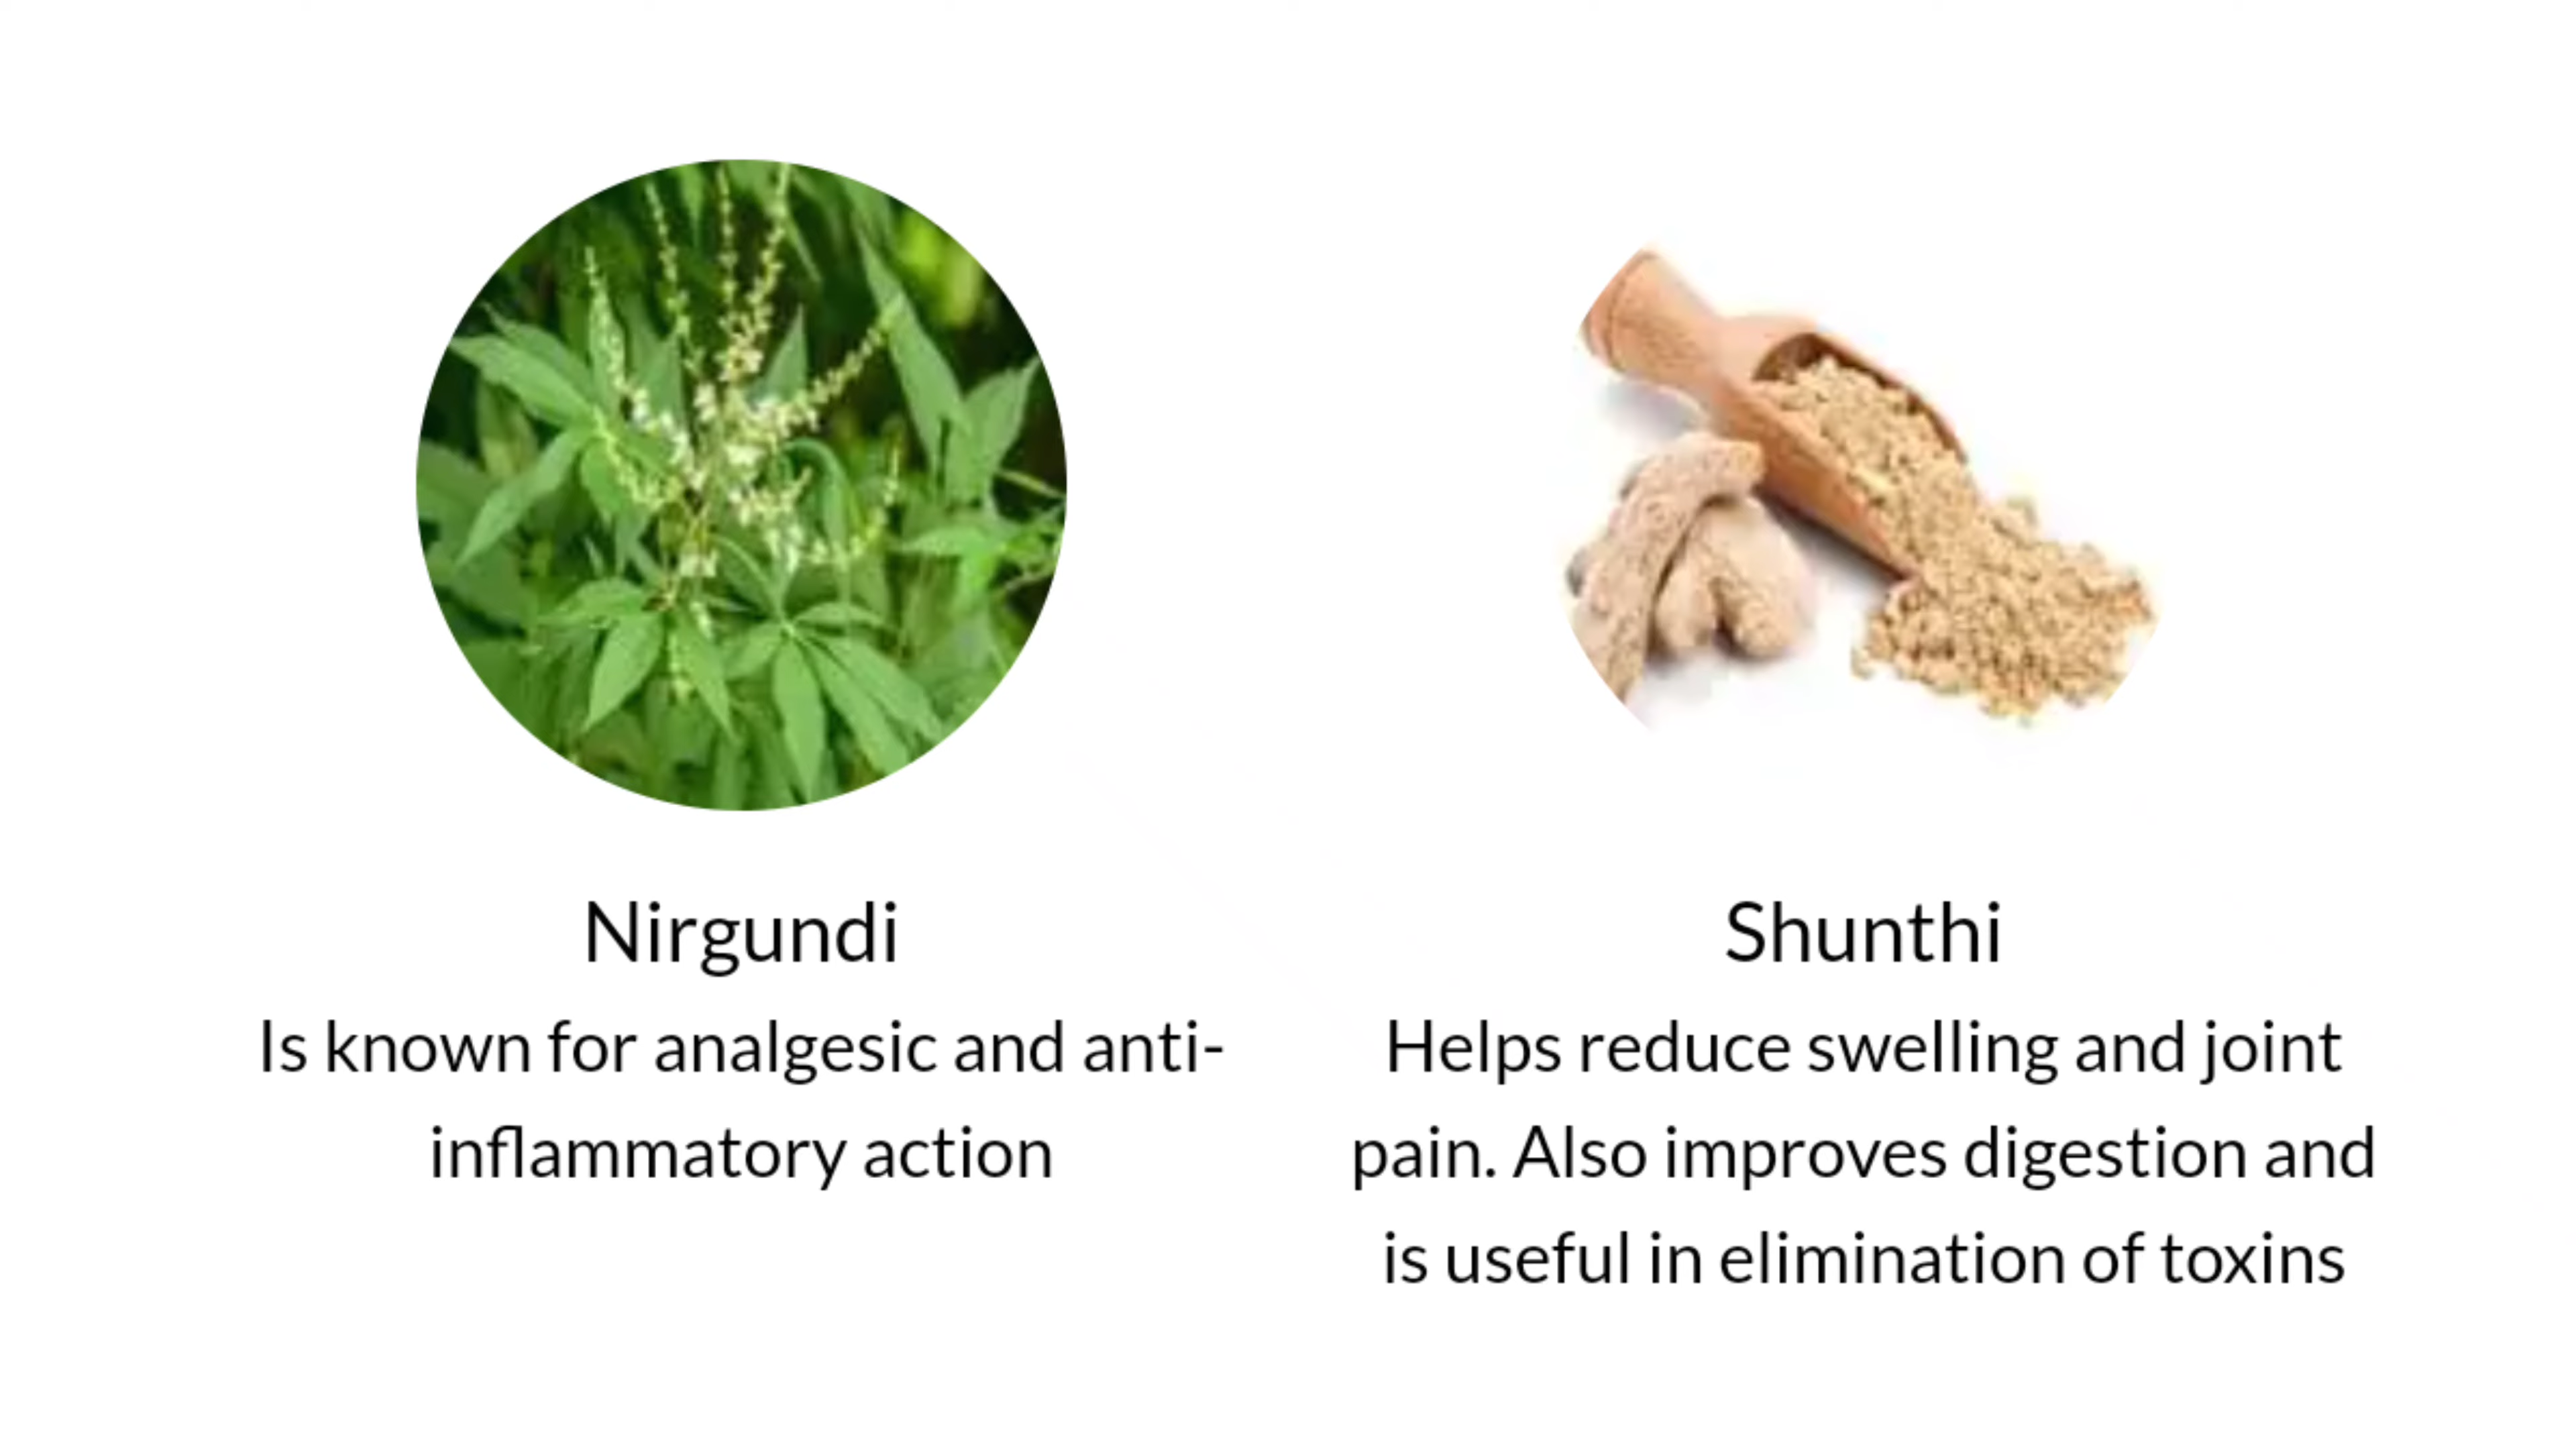 Nirgundi
Is known for analgesic and anti-
inflammatory action
Shunthi
Helps reduce swelling and joint
pain. Also improves digestion and
is useful in elimination of toxins